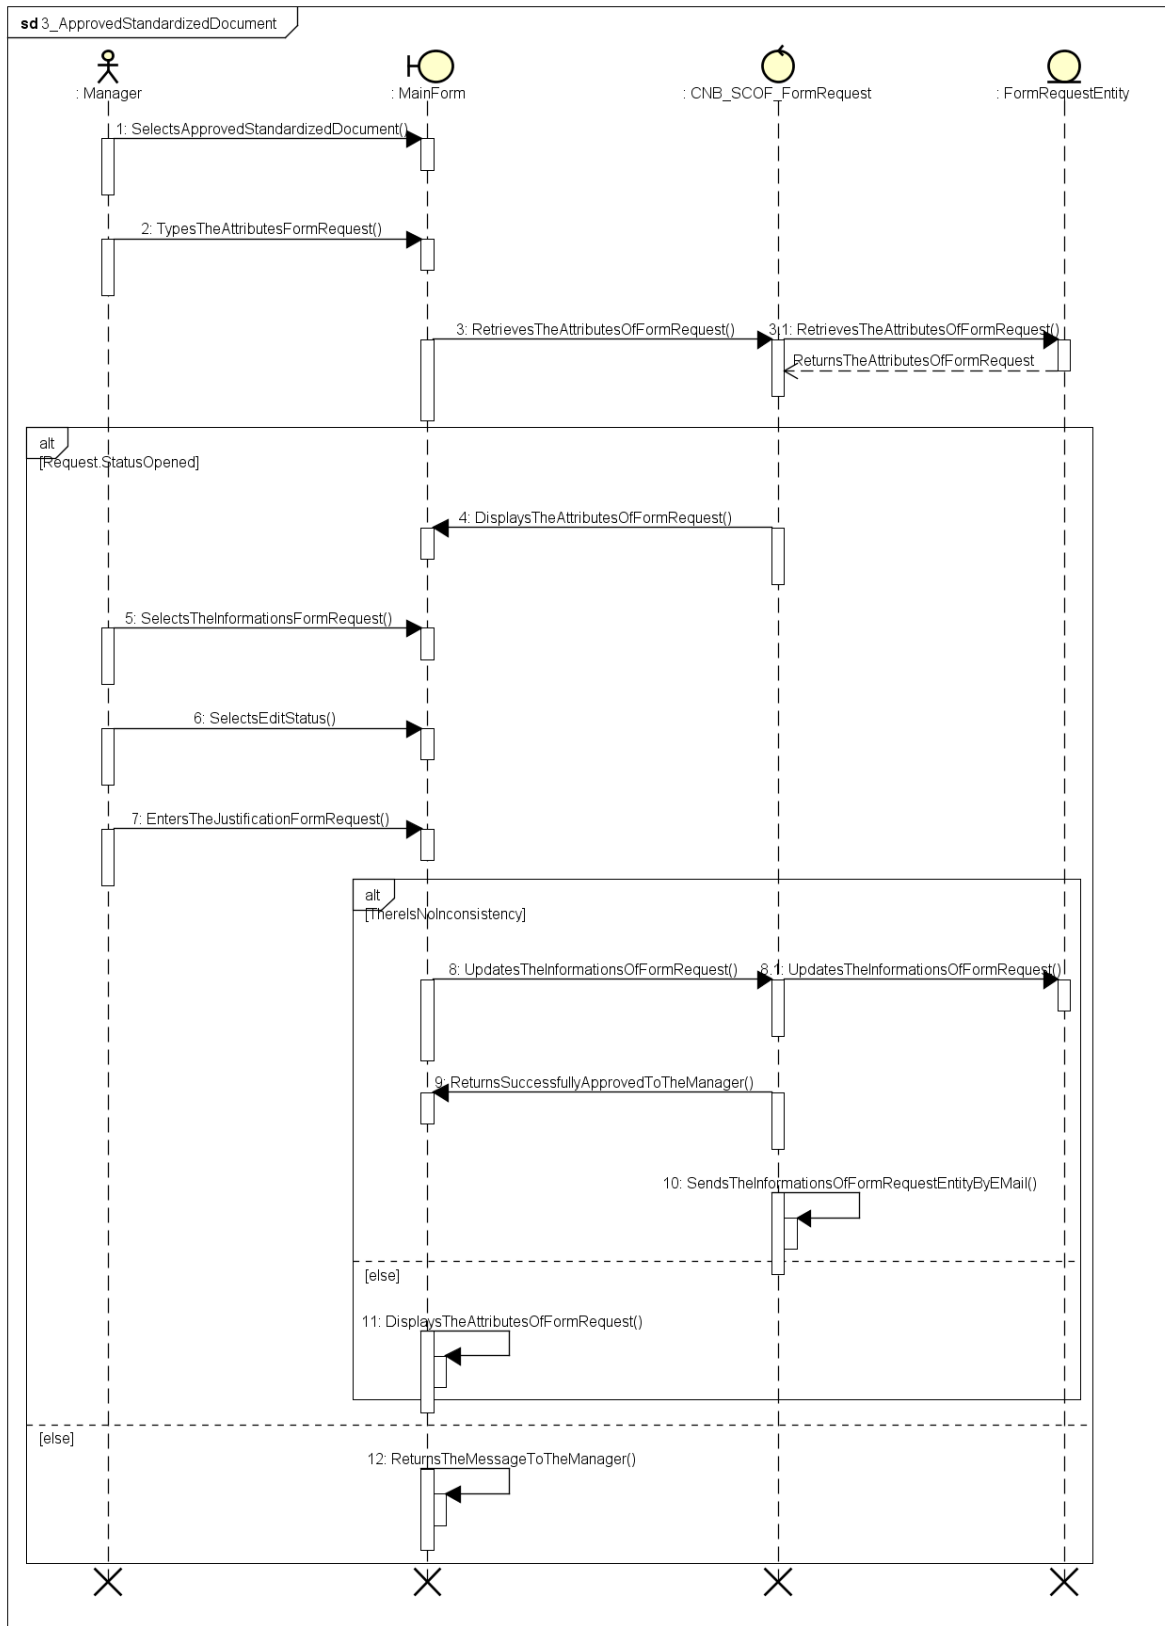 sd 3_ApprovedStandardizedDocument
: Manager
: MainForm
: CNB_SCOF_FormRequest
: FormRequestEntity
1: SelectsApprovedStandardizedDocument()
2: TypesTheAttributesFormRequest()
3: RetrievesTheAttributesOfFormRequest()
3.1: RetrievesTheAttributesOfFormRequest()
ReturnsTheAttributesOfFormRequest
alt
[Request.StatusOpened]
4: DisplaysTheAttributesOfFormRequest()
5: SelectsTheInformationsFormRequest()
6: SelectsEditStatus()
7: EntersTheJustificationFormRequest()
alt
[ThereIsNoInconsistency]
8: UpdatesTheInformationsOfFormRequest()
8.1: UpdatesTheInformationsOfFormRequest()
9: ReturnsSuccessfullyApprovedToTheManager()
10: SendsTheInformationsOfFormRequestEntityByEMail()
[else]
11: DisplaysTheAttributesOfFormRequest()
[else]
12: ReturnsTheMessageToTheManager()